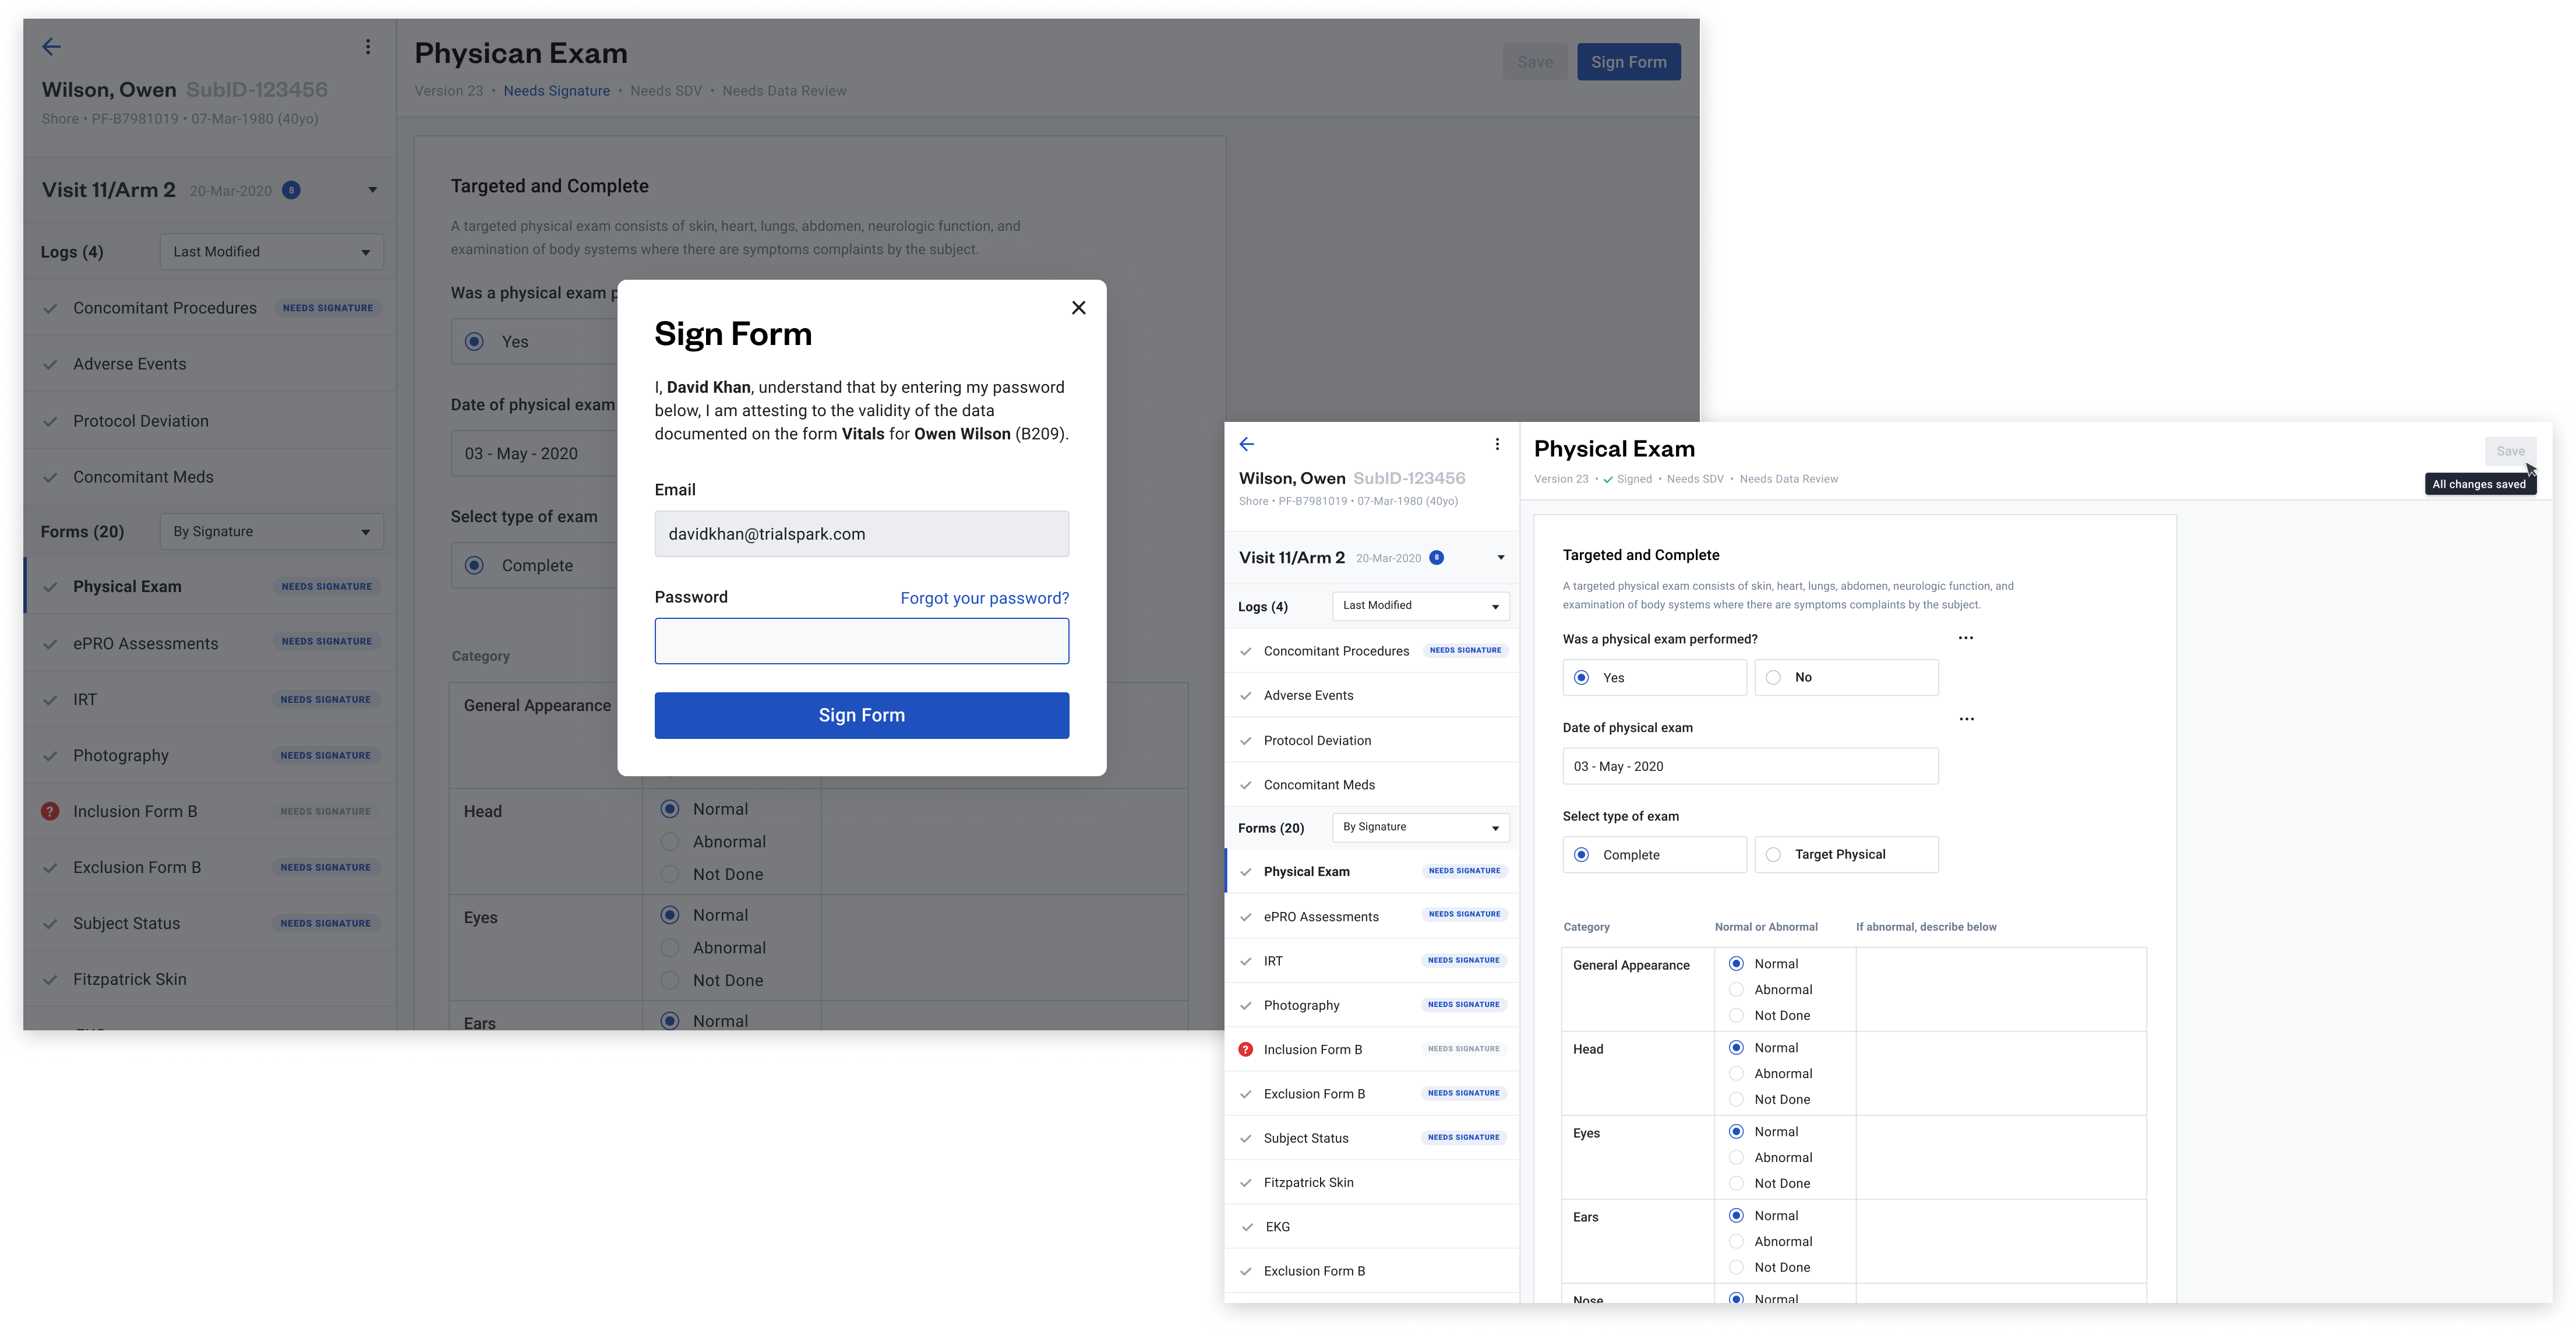 Wilson, Owen SubID-123456
Shore • PF-B7981019 • 07-Mar-1980 (40yo)
Visit 11/Arm 2 20-Mar-2020 8
Logs (4) Last Modified
Concomitant Procedures NEEDS SIGNATURE
Adverse Events
Protocol Deviation
Concomitant Meds
Forms (20) By Signature
Physical Exam NEEDS SIGNATURE
ePRO Assessments NEEDS SIGNATURE
IRT NEEDS SIGNATURE
Photography NEEDS SIGNATURE
? Inclusion Form B NEEDS SIGNATURE
Exclusion Form B NEEDS SIGNATURE
Subject Status NEEDS SIGNATURE
Fitzpatrick Skin
Physican Exam
Version 23 • Needs Signature • Needs SDV • Needs Data Review
Save Sign Form
Targeted and Complete
A targeted physical exam consists of skin, heart, lungs, abdomen, neurologic function, and
examination of body systems where there are symptoms complaints by the subject.
Was a physical exam p
Yes
Date of physical exam
03 - May - 2020
Select type of exam
Complete
Category
General Appearance
Head Normal
Abnormal
Not Done
Eyes Normal
Abnormal
Not Done
Ears Normal
Sign Form
I, David Khan, understand that by entering my password
below, I am attesting to the validity of the data
documented on the form Vitals for Owen Wilson (B209).
Email
davidkhan@trialspark.com
Password Forgot your password?
Sign Form
Wilson, Owen SubID-123456
Shore • PF-B7981019 • 07-Mar-1980 (40yo)
Visit 11/Arm 2 20-Mar-2020 8
Logs (4) Last Modified
Concomitant Procedures NEEDS SIGNATURE
Adverse Events
Protocol Deviation
Concomitant Meds
Forms (20) By Signature
Physical Exam NEEDS SIGNATURE
ePRO Assessments NEEDS SIGNATURE
IRT NEEDS SIGNATURE
Photography NEEDS SIGNATURE
? Inclusion Form B NEEDS SIGNATURE
Exclusion Form B NEEDS SIGNATURE
Subject Status NEEDS SIGNATURE
Fitzpatrick Skin
EKG
Exclusion Form B
Physical Exam
Version 23 • Signed • Needs SDV • Needs Data Review
Save
All changes saved
Targeted and Complete
A targeted physical exam consists of skin, heart, lungs, abdomen, neurologic function, and
examination of body systems where there are symptoms complaints by the subject.
Was a physical exam performed?
Yes No
Date of physical exam
03 - May - 2020
Select type of exam
Complete Target Physical
Category Normal or Abnormal If abnormal, describe below
General Appearance Normal
Abnormal
Not Done
Head Normal
Abnormal
Not Done
Eyes Normal
Abnormal
Not Done
Ears Normal
Abnormal
Not Done
Nose Normal